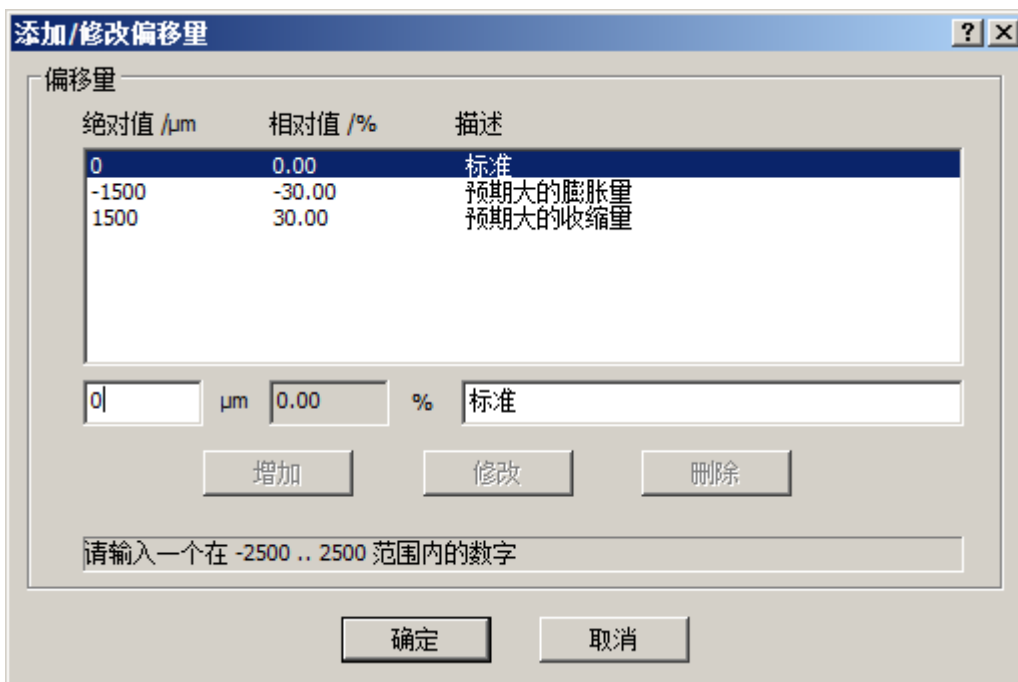 添加/修改偏移量
偏移量
绝对值 /µm 相对值 /% 描述
0 0.00 标准
-1500 -30.00 预期大的膨胀量
1500 30.00 预期大的收缩量
0 µm 0.00 % 标准
增加 修改 删除
请输入一个在 -2500 .. 2500 范围内的数字
确定 取消